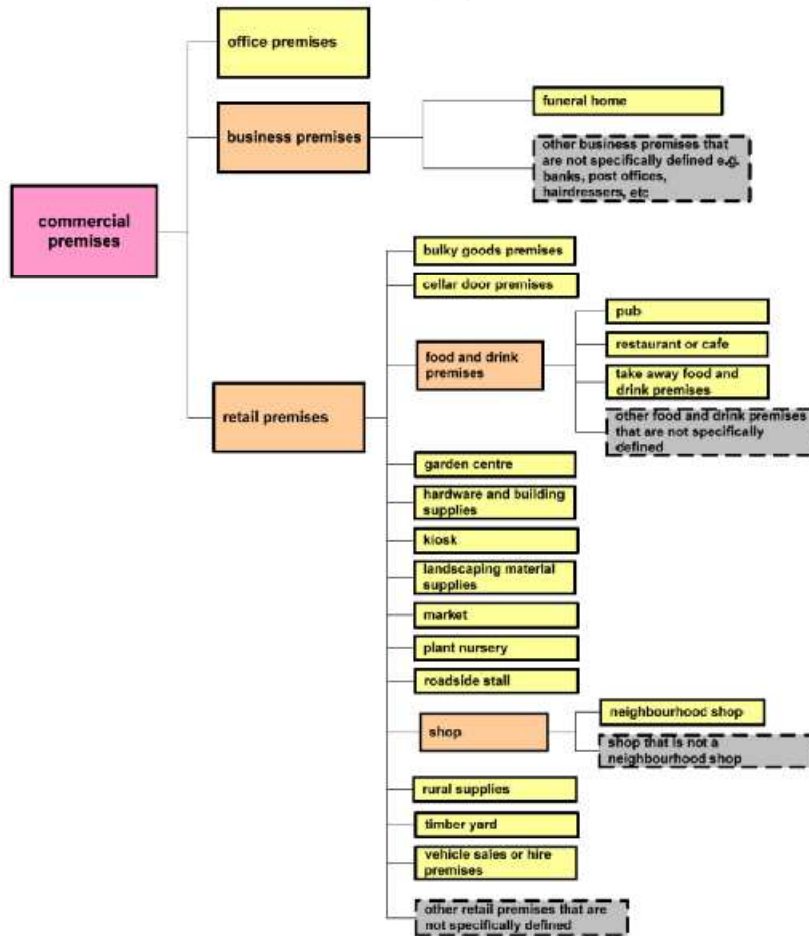 office premises
business premises
funeral home
other business premises that
are not specifically defined e.g.
banks, post offices,
hairdressers, etc
commercial
premises
retail premises
bulky goods premises
cellar door premises
food and drink
premises
pub
restaurant or cafe
take away food and
drink premises
other food and drink premises
that are not specifically
defined
garden centre
hardware and building
supplies
kiosk
landscaping material
supplies
market
plant nursery
roadside stall
shop
neighbourhood shop
shop that is not a
neighbourhood shop
rural supplies
timber yard
vehicle sales or hire
premises
other retail premises that are
not specifically defined